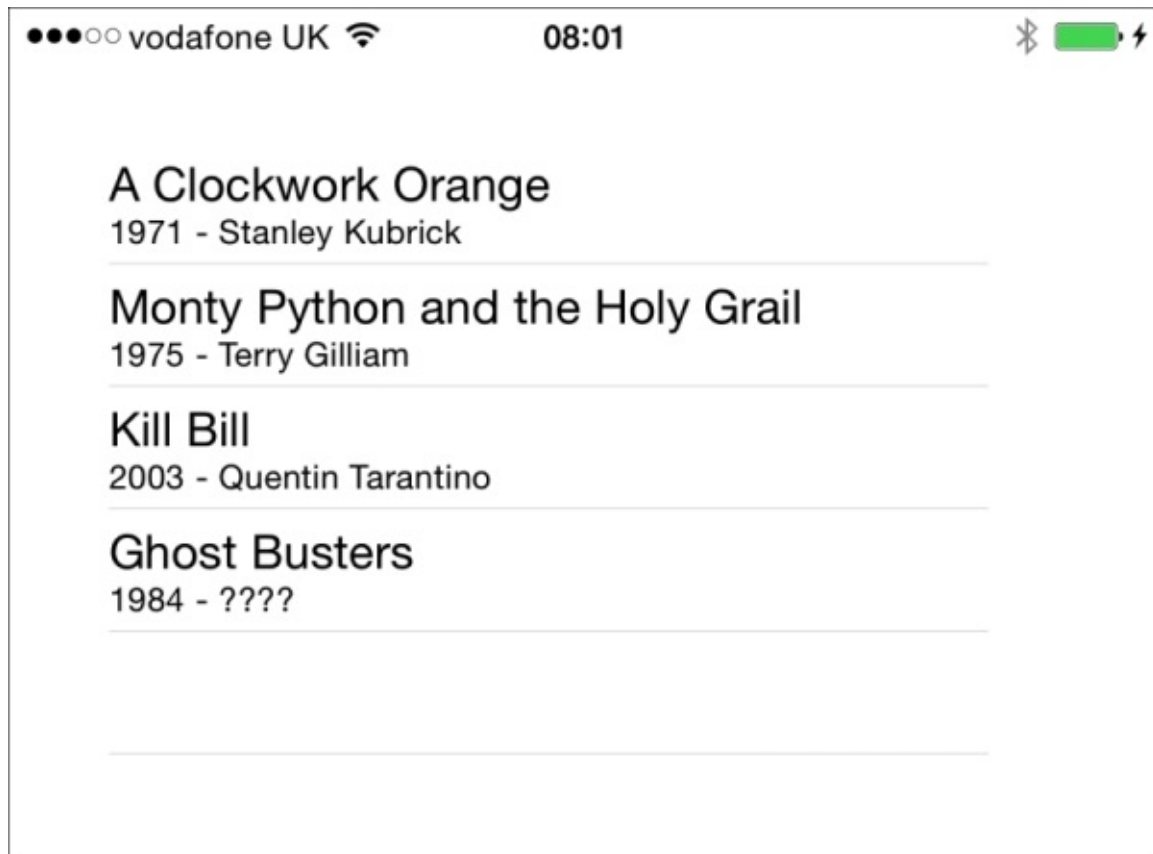 vodafone UK 08:01
A Clockwork Orange
1971 - Stanley Kubrick
Monty Python and the Holy Grail
1975 - Terry Gilliam
Kill Bill
2003 - Quentin Tarantino
Ghost Busters
1984 - ????